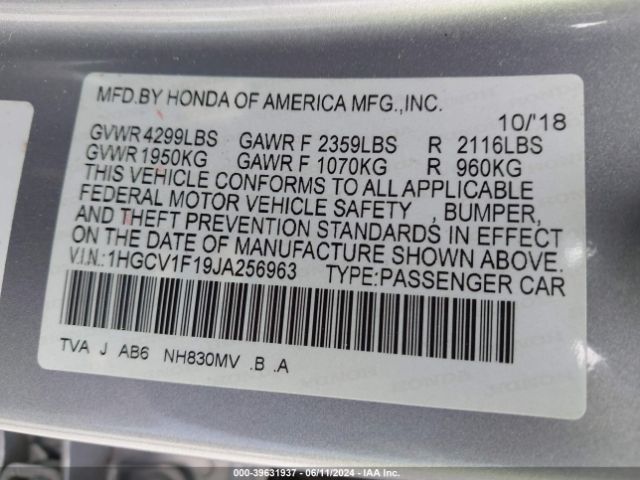 MFD.BY HONDA OF AMERICA MFG.,INC.
10/'18
GVWR 4299LBS GAWR F 2359LBS R 2116LBS
GVWR 1950KG GAWR F 1070KG R 960KG
THIS VEHICLE CONFORMS TO ALL APPLICABLE
FEDERAL MOTOR VEHICLE SAFETY , BUMPER,
AND THEFT PREVENTION STANDARDS IN EFFECT
ON THE DATE OF MANUFACTURE SHOWN ABOVE.
V.I.N.:1HGCV1F19JA256963 TYPE:PASSENGER CAR
TVA J AB6 NH830MV .B .A
000-39631937 - 06/11/2024 - IAAI.COM